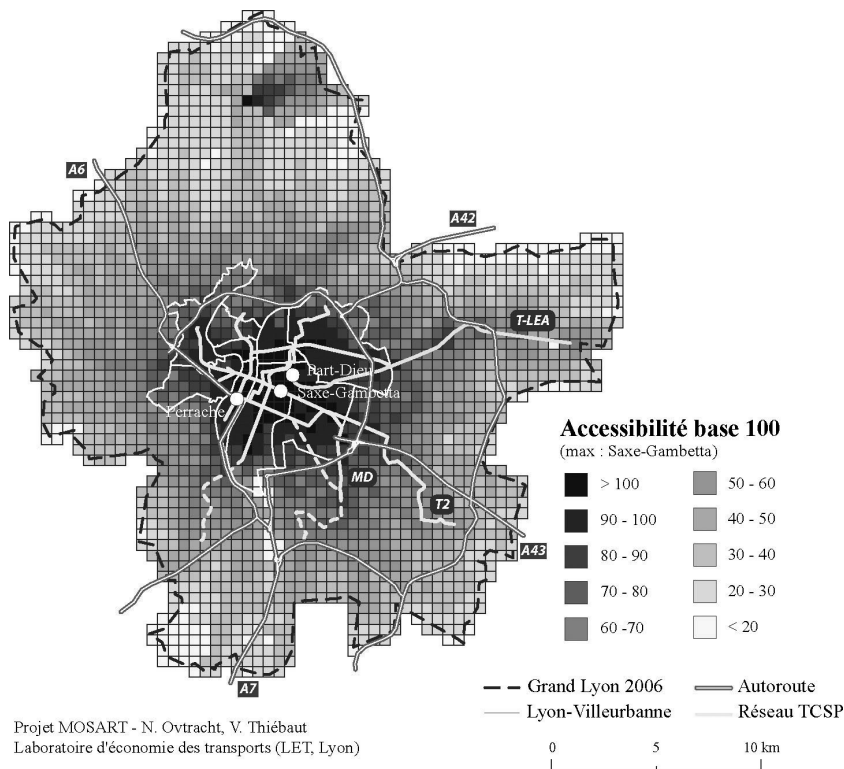 A6
A42
T-LEA
Part-Dieu
Saxe-Gambetta
Perrache
MD
T2
A43
A7
Accessibilité base 100
(max : Saxe-Gambetta)
> 100
50 - 60
90 - 100
40 - 50
80 - 90
30 - 40
70 - 80
20 - 30
60 -70
< 20
Grand Lyon 2006
Autoroute
Lyon-Villeurbanne
Réseau TCSP
Projet MOSART - N. Ovtracht, V. Thiébaut
Laboratoire d'économie des transports (LET, Lyon)
0 5 10 km